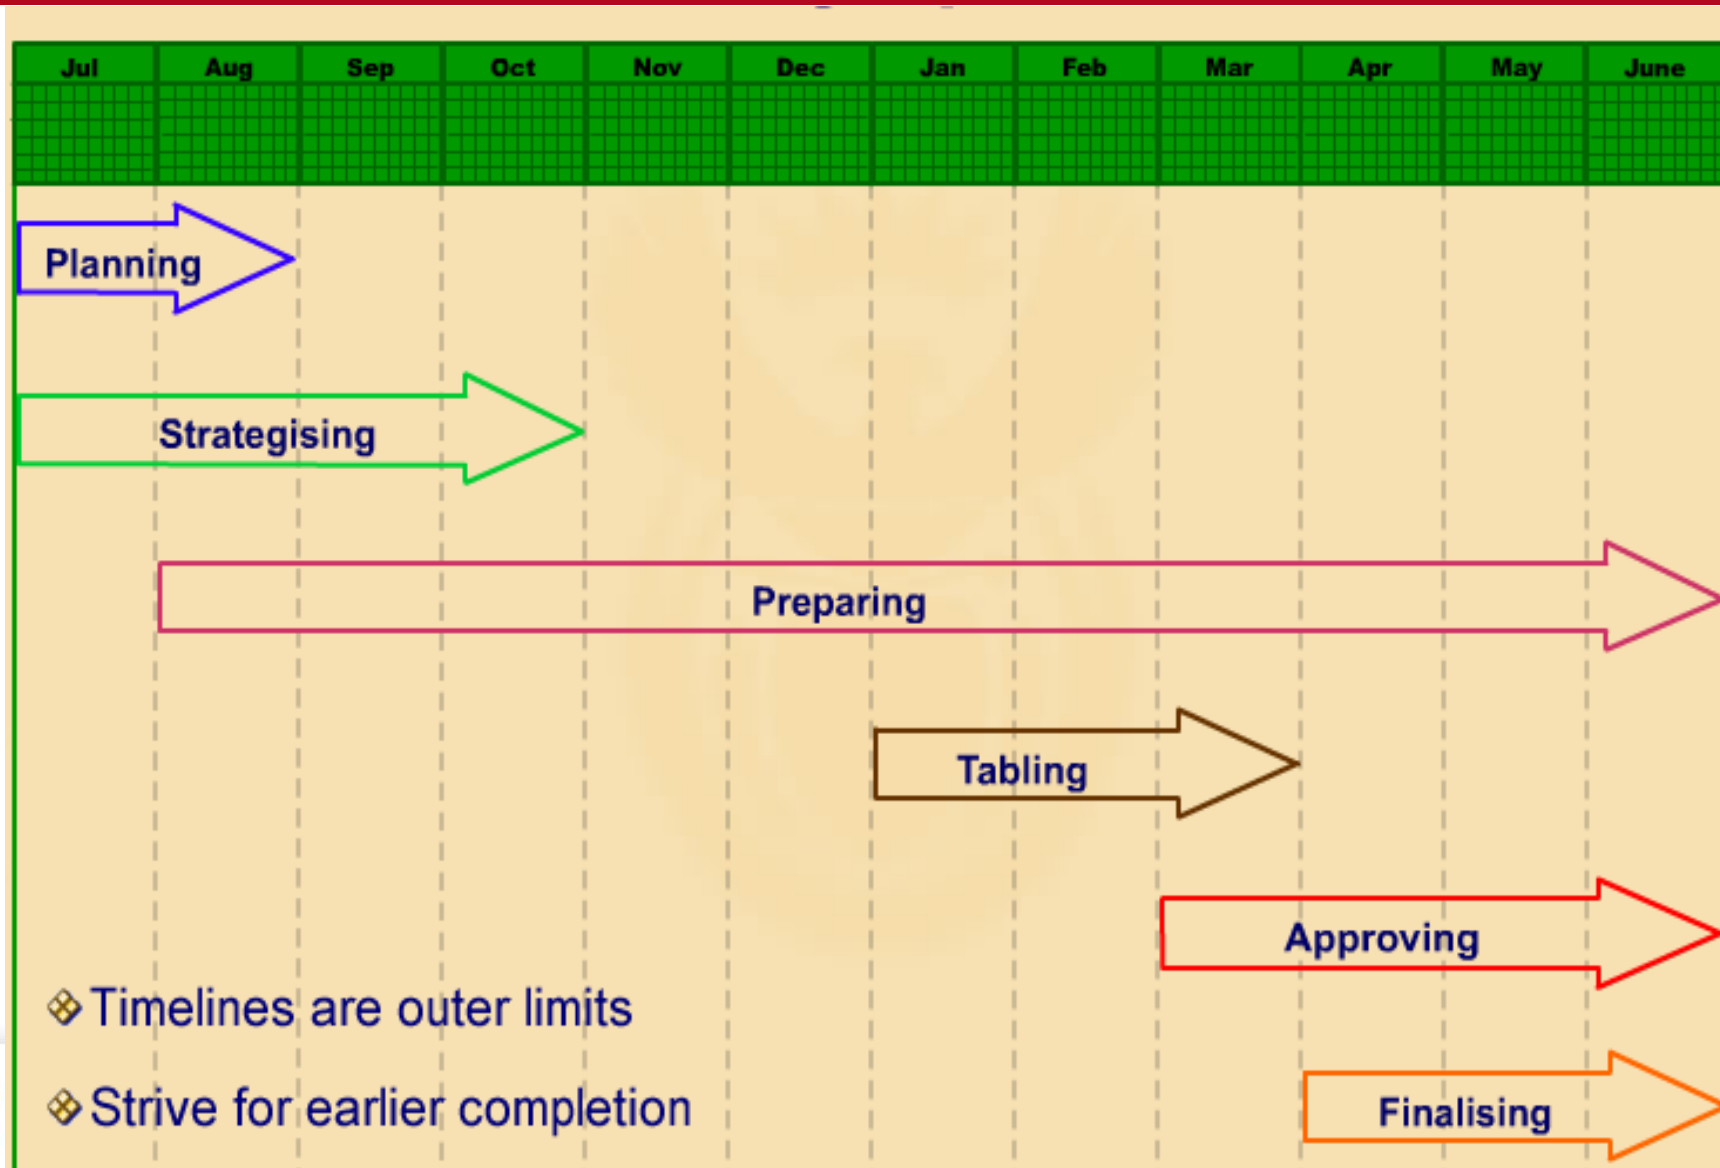 Jul Aug Sep Oct Nov Dec Jan Feb Mar Apr May June
Planning
Strategising
Preparing
Tabling
Approving
Timelines are outer limits
Finalising
Strive for earlier completion